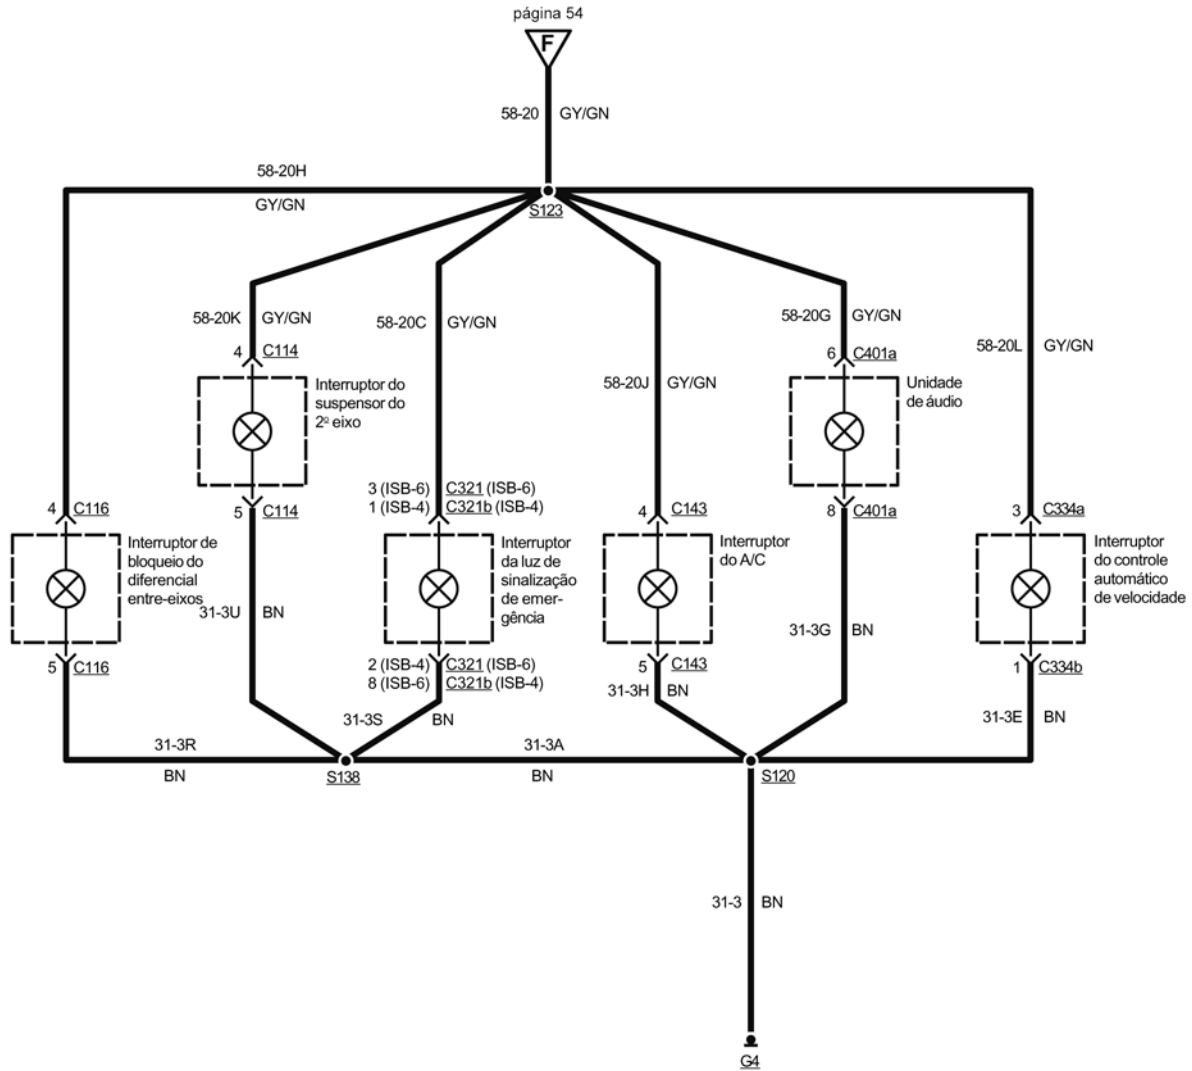 página 54
F
58-20 GY/GN
58-20H
GY/GN
S123
58-20K GY/GN
58-20C GY/GN
58-20G GY/GN
58-20J GY/GN
58-20L GY/GN
4 C114
Interruptor do
suspensor do
2º eixo
5 C114
6 C401a
Unidade
de áudio
8 C401a
4 C116
Interruptor de
bloqueio do
diferencial
entre-eixos
5 C116
3 (ISB-6) C321 (ISB-6)
1 (ISB-4) C321b (ISB-4)
Interruptor
da luz de
sinalização
de emer-
gência
2 (ISB-4) C321 (ISB-6)
8 (ISB-6) C321b (ISB-4)
4 C143
Interruptor
do A/C
5 C143
3 C334a
Interruptor
do controle
automático
de velocidade
1 C334b
31-3U BN
31-3G BN
31-3H BN
31-3S BN
31-3E BN
31-3R
BN
31-3A
BN
S138
S120
31-3 BN
G4